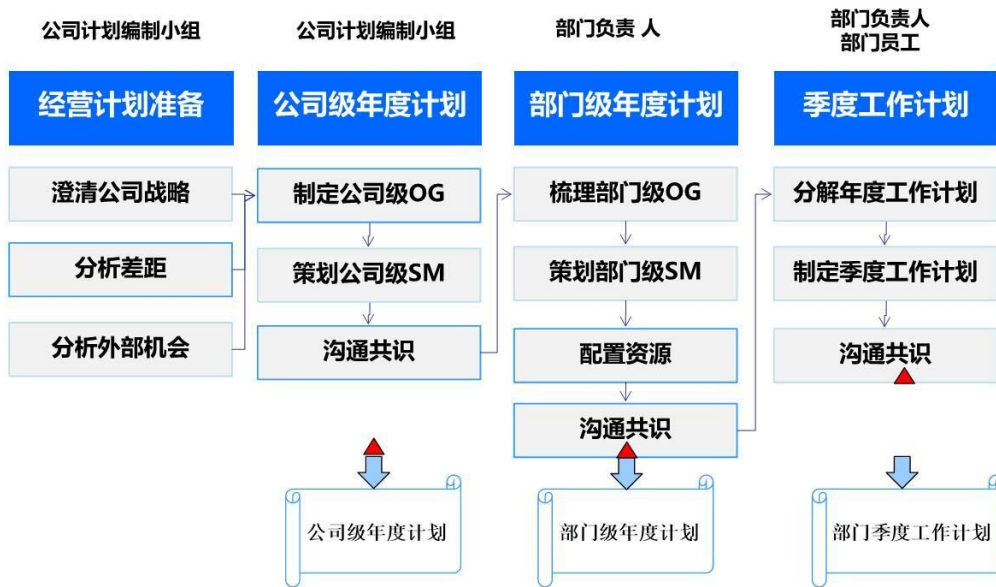 公司计划编制小组
公司计划编制小组
部门负责 人
部门负责人
部门员工
经营计划准备
公司级年度计划
部门级年度计划
季度工作计划
澄清公司战略
制定公司级OG
梳理部门级OG
分解年度工作计划
分析差距
策划公司级SM
策划部门级SM
制定季度工作计划
分析外部机会
沟通共识
配置资源
沟通共识
沟通共识
公司级年度计划
部门级年度计划
部门季度工作计划